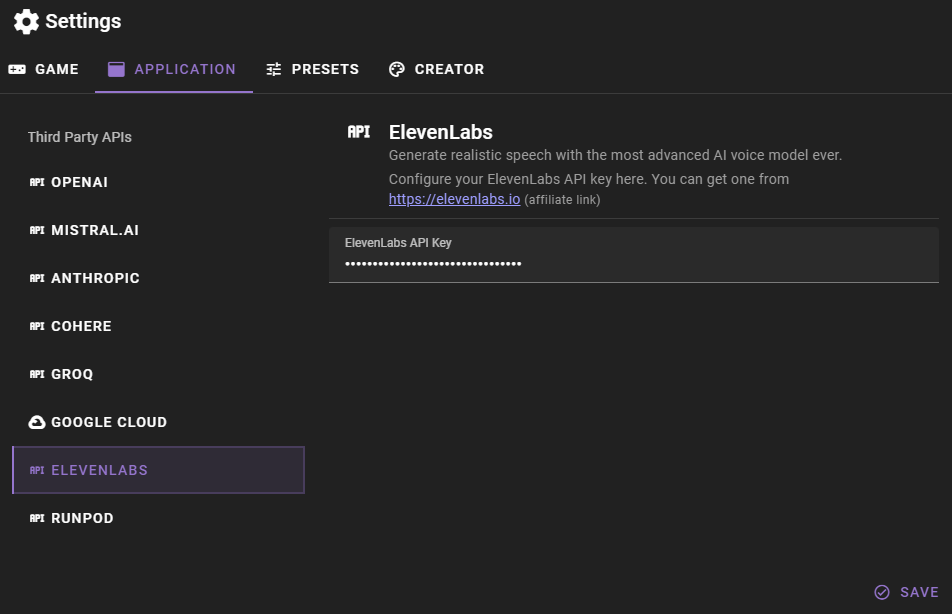 Settings
GAME
APPLICATION
PRESETS
CREATOR
Third Party APIs
API OPENAI
API MISTRAL.AI
API ANTHROPIC
API COHERE
API GROQ
GOOGLE CLOUD
API ELEVENLABS
API RUNPOD
API ElevenLabs
Generate realistic speech with the most advanced AI voice model ever.
Configure your ElevenLabs API key here. You can get one from
https://elevenlabs.io (affiliate link)
ElevenLabs API Key
••••••••••••••••••••••••••••••••
SAVE